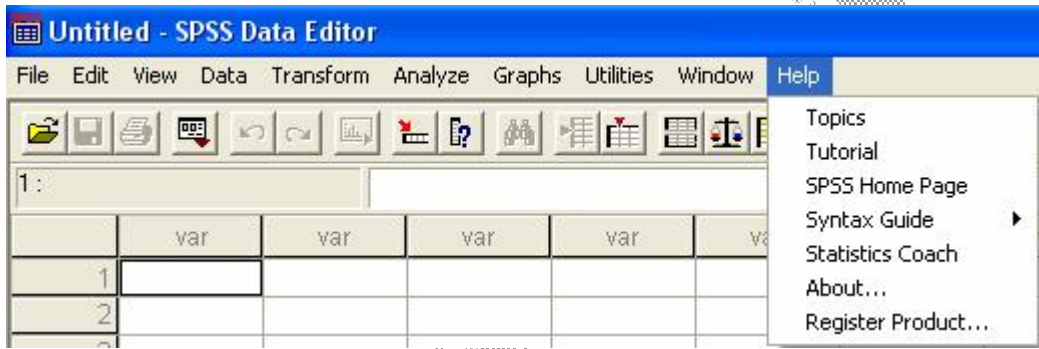 Untitled - SPSS Data Editor
File Edit View Data Transform Analyze Graphs Utilities Window Help
Topics
Tutorial
SPSS Home Page
Syntax Guide
Statistics Coach
About...
Register Product...
1 :
var var var var
1
2